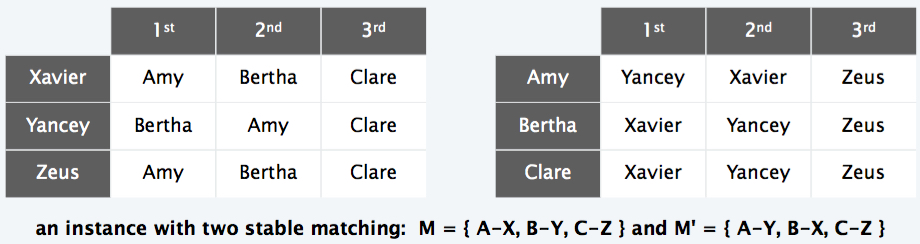 1st 2nd 3rd 1st 2nd 3rd
Xavier Amy Bertha Clare Amy Yancey Xavier Zeus
Yancey Bertha Amy Clare Bertha Xavier Yancey Zeus
Zeus Amy Bertha Clare Clare Xavier Yancey Zeus
an instance with two stable matching: M = { A–X, B–Y, C–Z } and M' = { A–Y, B–X, C–Z }